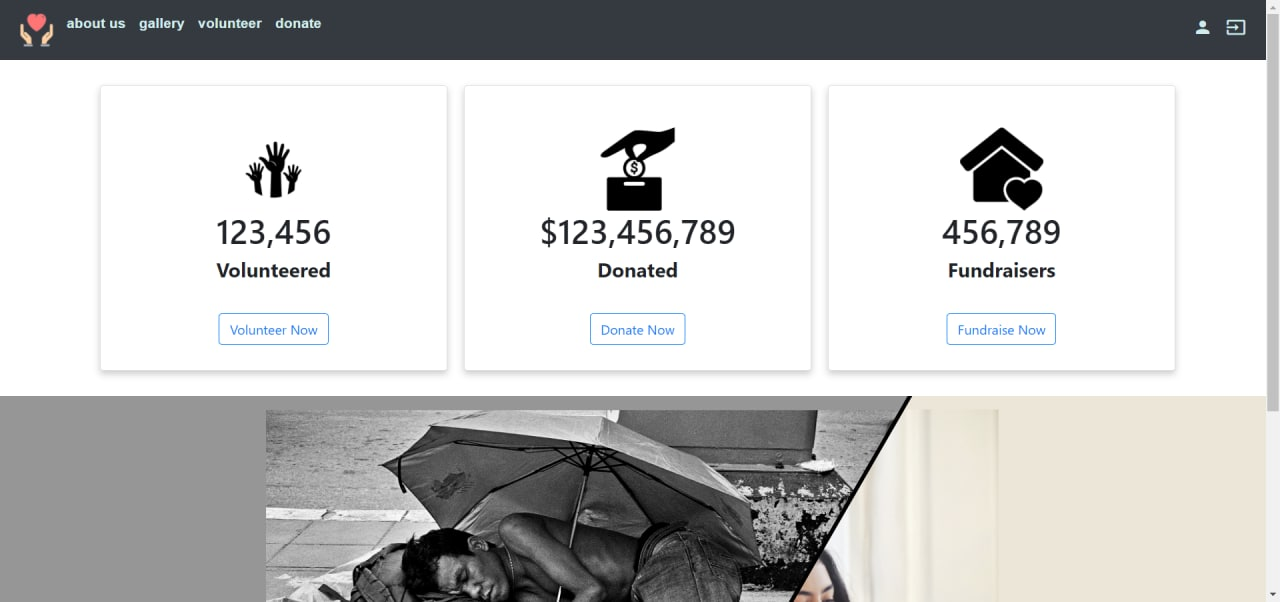 about us gallery volunteer donate
$
123,456
Volunteered
Volunteer Now
$123,456,789
Donated
Donate Now
456,789
Fundraisers
Fundraise Now